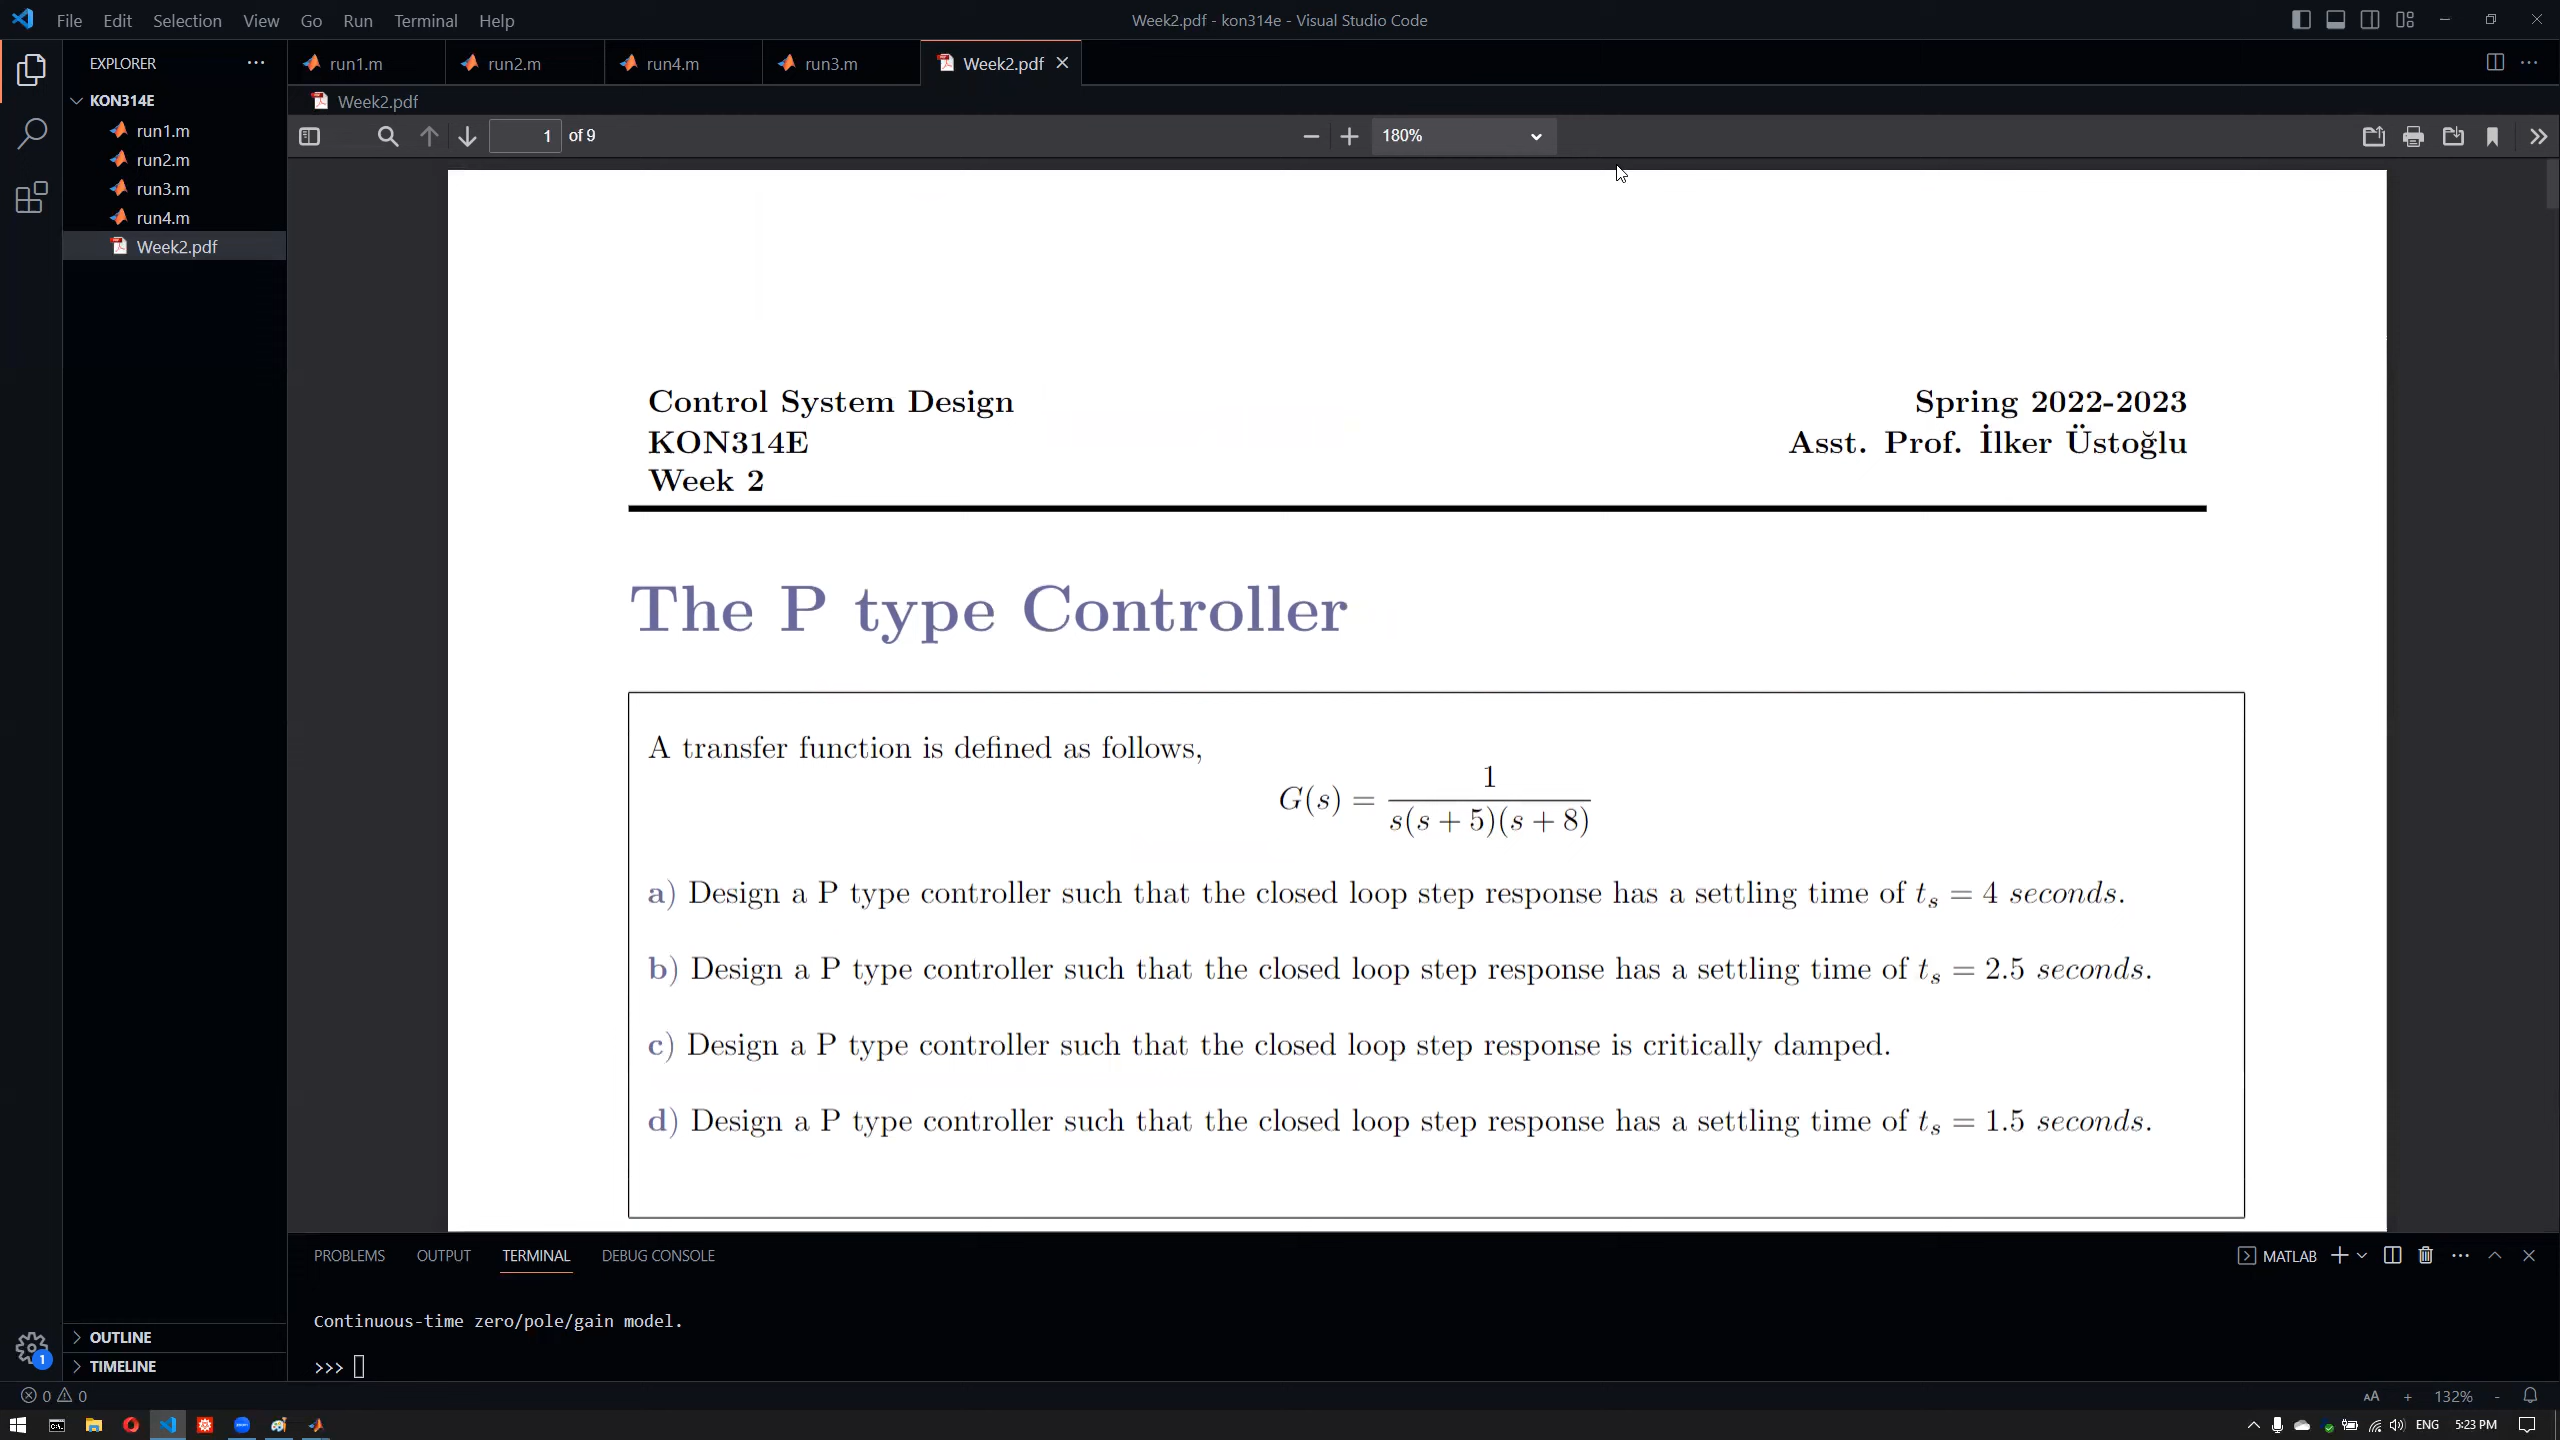 File Edit Selection View Go Run Terminal Help
Week2.pdf - kon314e - Visual Studio Code
EXPLORER
KON314E
run1.m
run2.m
run3.m
run4.m
Week2.pdf
OUTLINE
TIMELINE
run1.m run2.m run4.m run3.m Week2.pdf
Week2.pdf
1 of 9
180%
Control System Design Spring 2022-2023
KON314E Asst. Prof. İlker Üstoğlu
Week 2
The P type Controller
A transfer function is defined as follows,
G(s) = 1 / s(s + 5)(s + 8)
a) Design a P type controller such that the closed loop step response has a settling time of tₛ = 4 seconds.
b) Design a P type controller such that the closed loop step response has a settling time of tₛ = 2.5 seconds.
c) Design a P type controller such that the closed loop step response is critically damped.
d) Design a P type controller such that the closed loop step response has a settling time of tₛ = 1.5 seconds.
PROBLEMS OUTPUT TERMINAL DEBUG CONSOLE
MATLAB
Continuous-time zero/pole/gain model.
>>>
1
0 0
AA + 132% -
ENG 5:23 PM